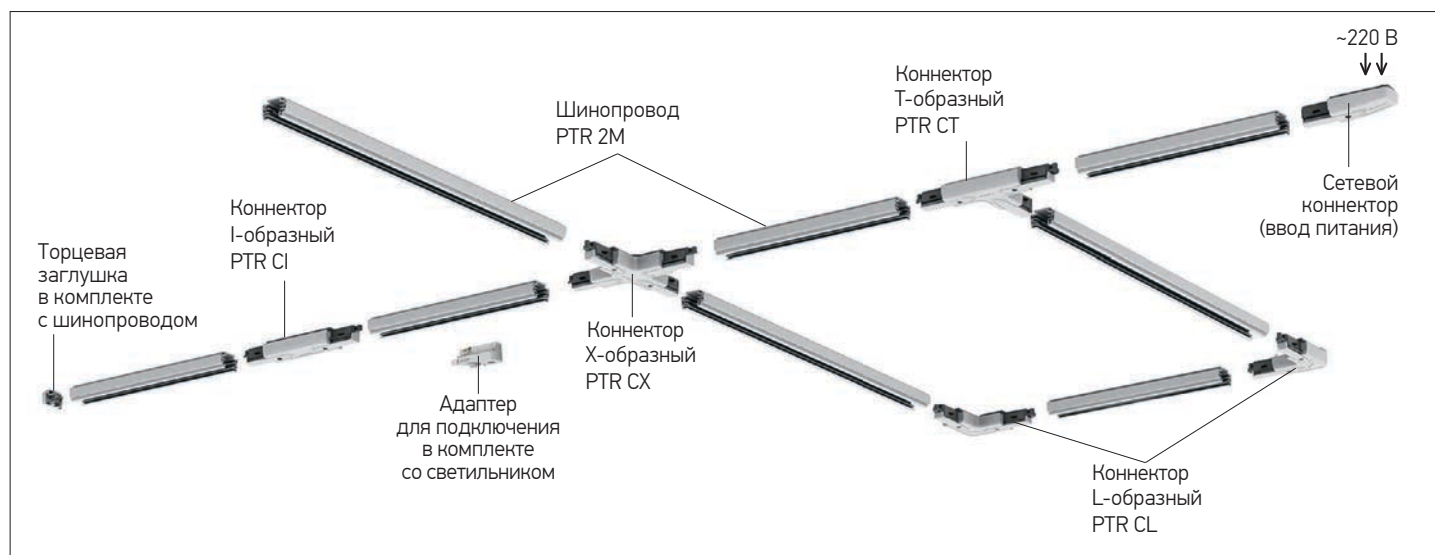 ~220 В
Коннектор
Т-образный
PTR CT
Шинопровод
PTR 2M
Сетевой
коннектор
(ввод питания)
Коннектор
I-образный
PTR CI
Торцевая
заглушка
в комплекте
с шинопроводом
Коннектор
X-образный
PTR CX
Адаптер
для подключения
в комплекте
со светильником
Коннектор
L-образный
PTR CL